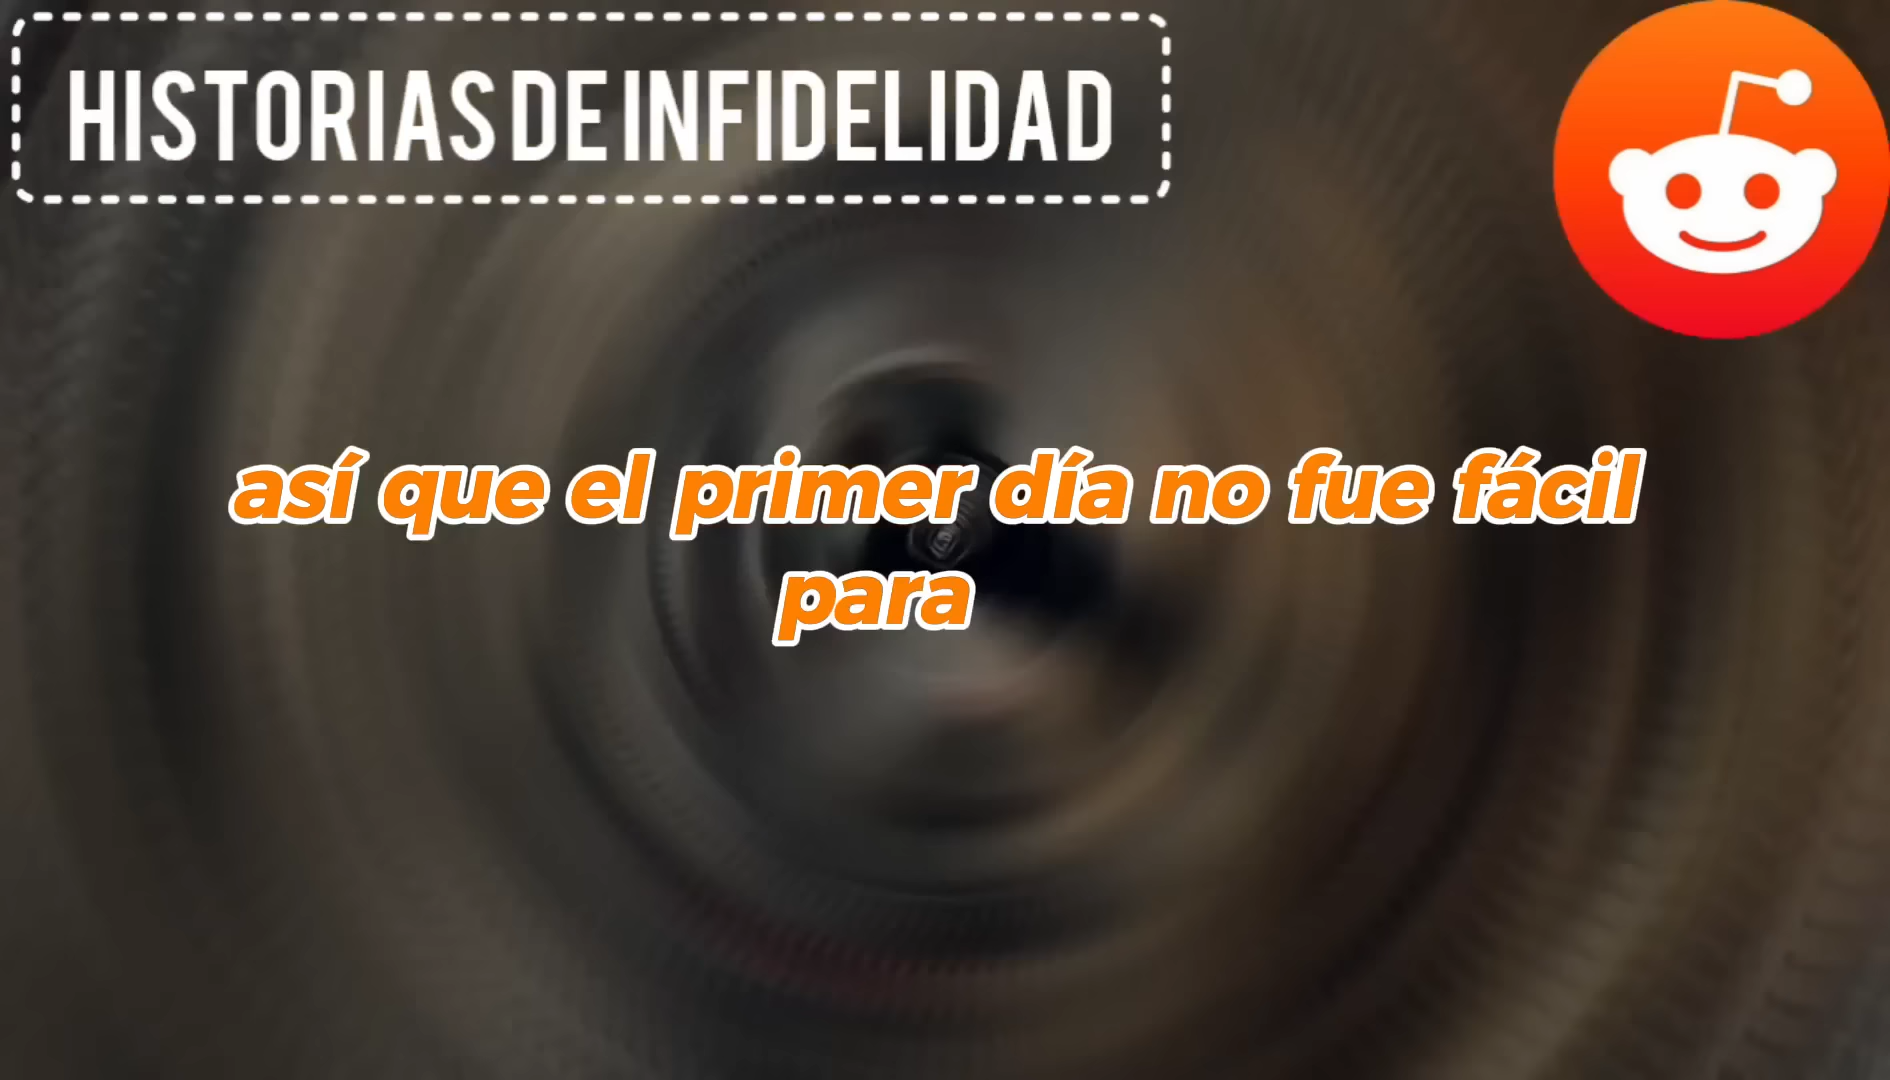 HISTORIAS DE INFIDELIDAD
así que el primer día no fue fácil
para